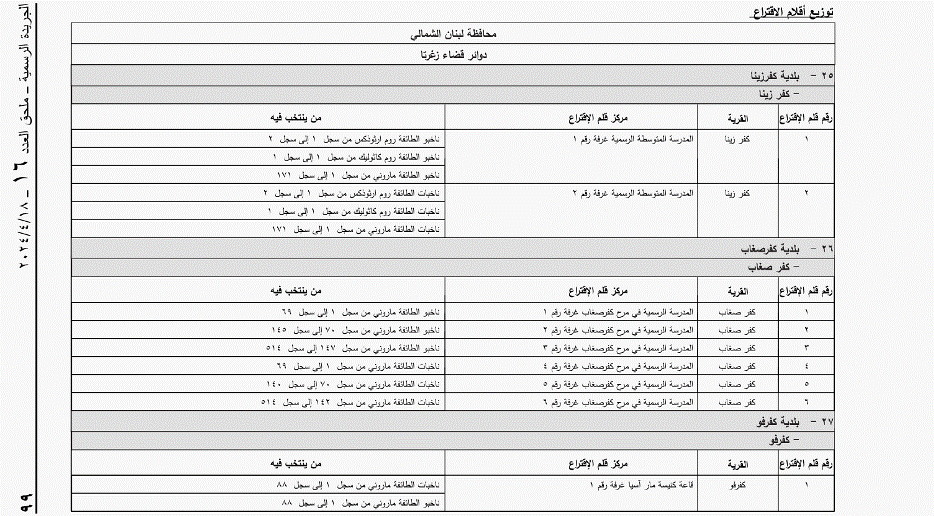 الجريدة الرسمية – ملحق العدد ١٦ – ٢٠٢٤/٤/١٨
٩٩
توزيع أقلام الاقتراع
محافظة لبنان الشمالي
دوائر قضاء زغرتا
٢٥ – بلدية كفرزينا
– كفر زينا
رقم قلم الإقتراع القرية مركز قلم الإقتراع من ينتخب فيه
١ كفر زينا المدرسة المتوسطة الرسمية غرفة رقم ١ ناخبو الطائفة روم ارثوذكس من سجل ١ إلى سجل ٢
ناخبو الطائفة روم كاثوليك من سجل ١ إلى سجل ١
ناخبو الطائفة ماروني من سجل ١ إلى سجل ١٧١
٢ كفر زينا المدرسة المتوسطة الرسمية غرفة رقم ٢ ناخبات الطائفة روم ارثوذكس من سجل ١ إلى سجل ٢
ناخبات الطائفة روم كاثوليك من سجل ١ إلى سجل ١
ناخبات الطائفة ماروني من سجل ١ إلى سجل ١٧١
٢٦ – بلدية كفرصغاب
– كفر صغاب
رقم قلم الإقتراع القرية مركز قلم الإقتراع من ينتخب فيه
١ كفر صغاب المدرسة الرسمية في مرح كفرصغاب غرفة رقم ١ ناخبو الطائفة ماروني من سجل ١ إلى سجل ٦٩
٢ كفر صغاب المدرسة الرسمية في مرح كفرصغاب غرفة رقم ٢ ناخبو الطائفة ماروني من سجل ٧٠ إلى سجل ١٤٥
٣ كفر صغاب المدرسة الرسمية في مرح كفرصغاب غرفة رقم ٣ ناخبو الطائفة ماروني من سجل ١٤٧ إلى سجل ٥١٤
٤ كفر صغاب المدرسة الرسمية في مرح كفرصغاب غرفة رقم ٤ ناخبات الطائفة ماروني من سجل ١ إلى سجل ٦٩
٥ كفر صغاب المدرسة الرسمية في مرح كفرصغاب غرفة رقم ٥ ناخبات الطائفة ماروني من سجل ٧٠ إلى سجل ١٤٠
٦ كفر صغاب المدرسة الرسمية في مرح كفرصغاب غرفة رقم ٦ ناخبات الطائفة ماروني من سجل ١٤٢ إلى سجل ٥١٤
٢٧ – بلدية كفرفو
– كفرفو
رقم قلم الإقتراع القرية مركز قلم الإقتراع من ينتخب فيه
١ كفرفو قاعة كنيسة مار آسيا غرفة رقم ١ ناخبات الطائفة ماروني من سجل ١ إلى سجل ٨٨
ناخبو الطائفة ماروني من سجل ١ إلى سجل ٨٨